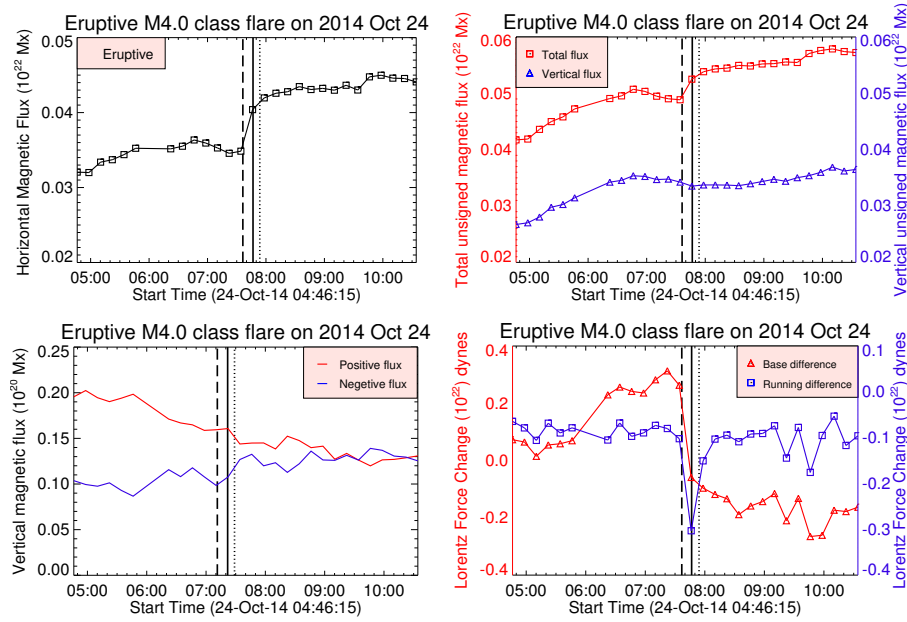 Eruptive M4.0 class flare on 2014 Oct 24
Horizontal Magnetic Flux (10^22 Mx)
0.05
0.04
0.03
0.02
Eruptive
05:00 06:00 07:00 08:00 09:00 10:00
Start Time (24-Oct-14 04:46:15)
Eruptive M4.0 class flare on 2014 Oct 24
Total unsigned magnetic flux (10^22 Mx)
0.06
0.05
0.04
0.03
0.02
Total flux
Vertical flux
0.06
0.05
0.04
0.03
0.02
Vertical unsigned magnetic flux (10^22 Mx)
05:00 06:00 07:00 08:00 09:00 10:00
Start Time (24-Oct-14 04:46:15)
Eruptive M4.0 class flare on 2014 Oct 24
Vertical magnetic flux (10^20 Mx)
0.25
0.20
0.15
0.10
0.05
0.00
Positive flux
Negetive flux
05:00 06:00 07:00 08:00 09:00 10:00
Start Time (24-Oct-14 04:46:15)
Eruptive M4.0 class flare on 2014 Oct 24
Lorentz Force Change (10^22) dynes
0.4
0.2
0.0
-0.2
-0.4
Base difference
Running difference
0.1
0.0
-0.1
-0.2
-0.3
-0.4
Lorentz Force Change (10^22) dynes
05:00 06:00 07:00 08:00 09:00 10:00
Start Time (24-Oct-14 04:46:15)